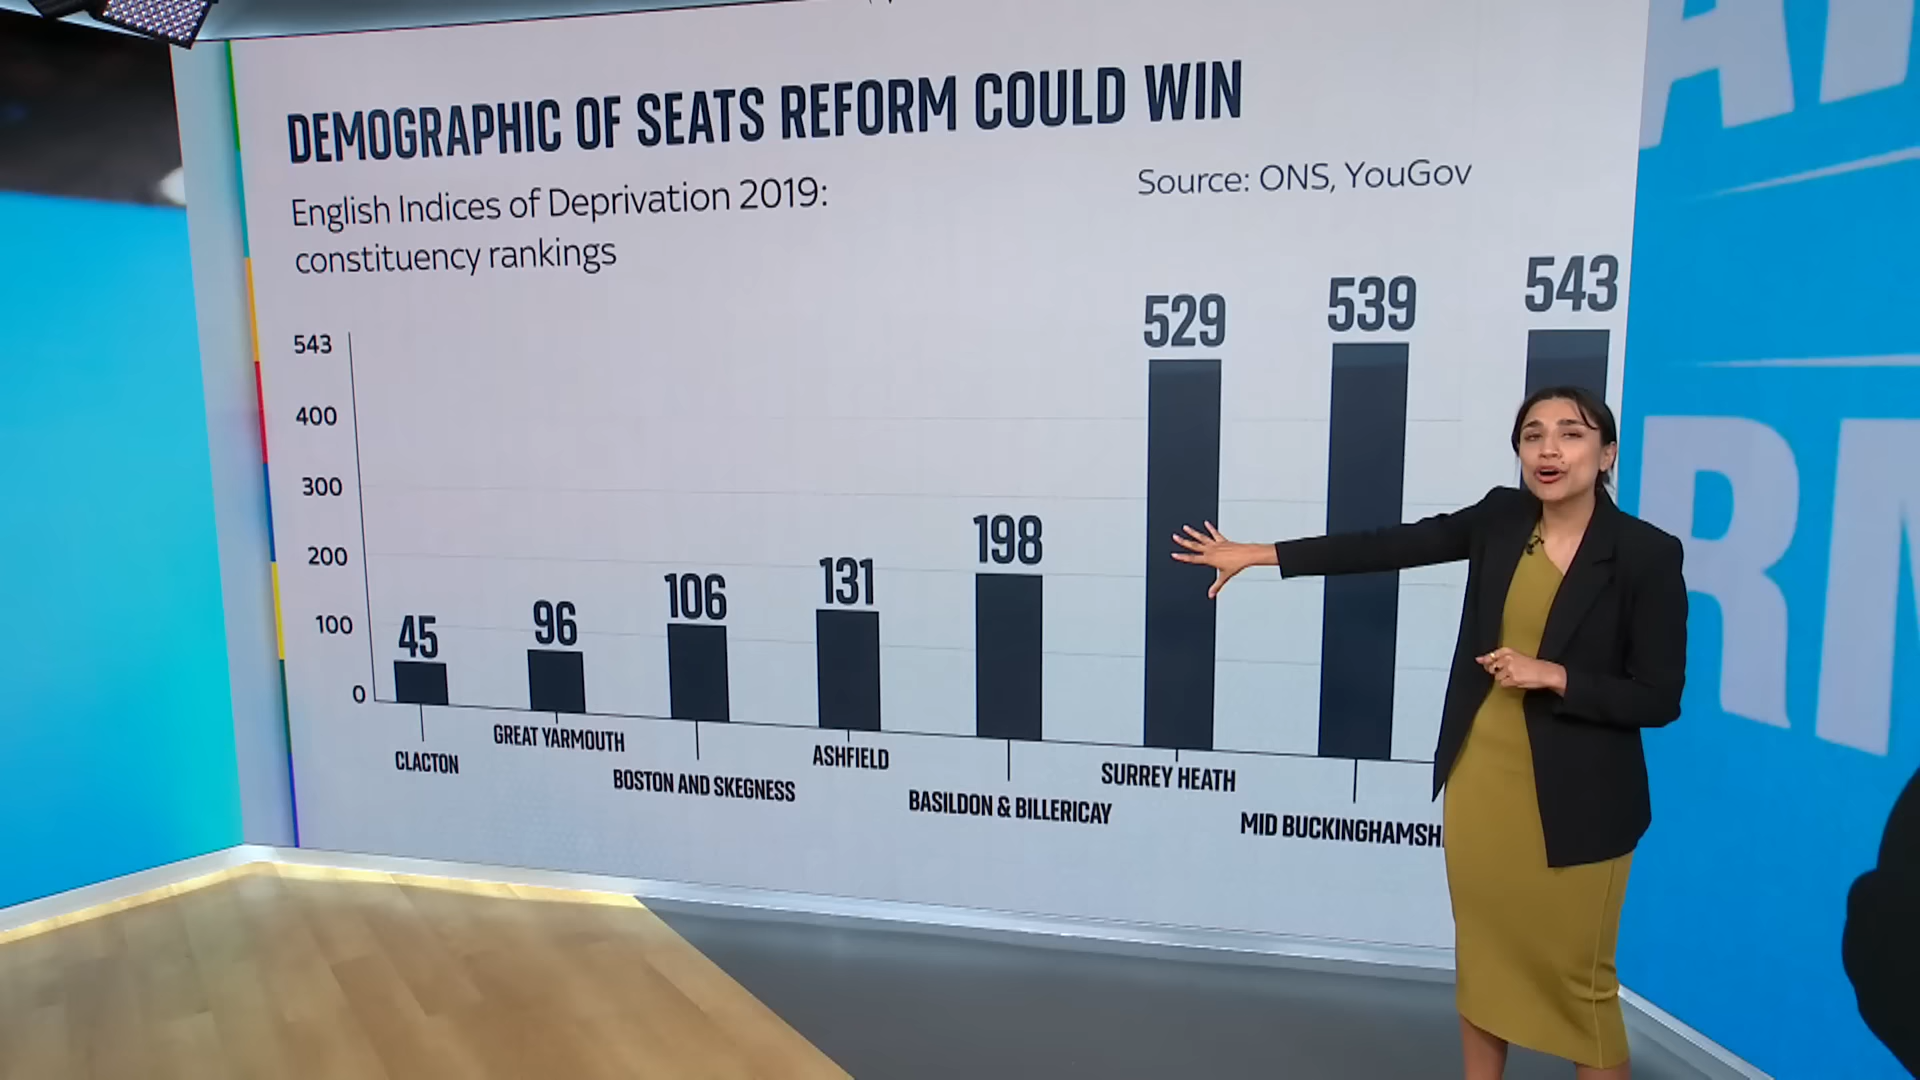 DEMOGRAPHIC OF SEATS REFORM COULD WIN
English Indices of Deprivation 2019:
constituency rankings
Source: ONS, YouGov
543
400
300
200
100
0
45
96
106
131
198
529
539
543
CLACTON
GREAT YARMOUTH
BOSTON AND SKEGNESS
ASHFIELD
BASILDON & BILLERICAY
SURREY HEATH
MID BUCKINGHAMSH